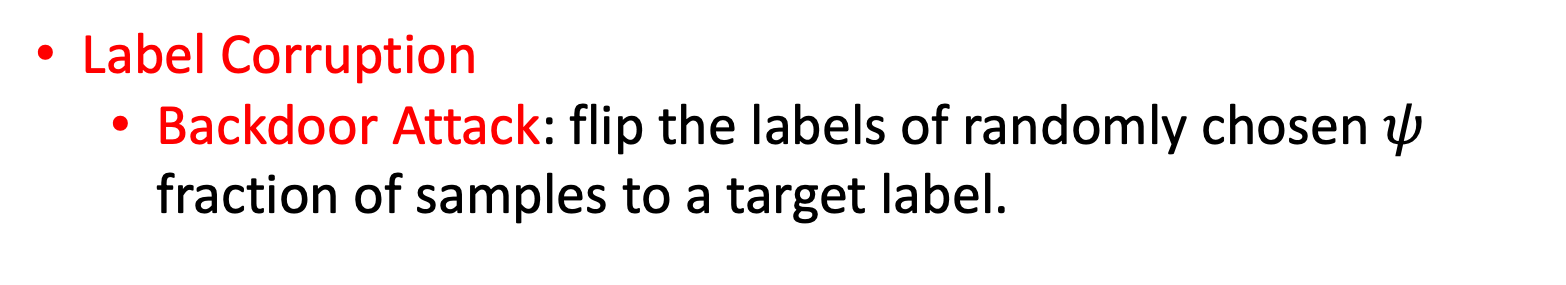 • Label Corruption
• Backdoor Attack: flip the labels of randomly chosen ψ
fraction of samples to a target label.